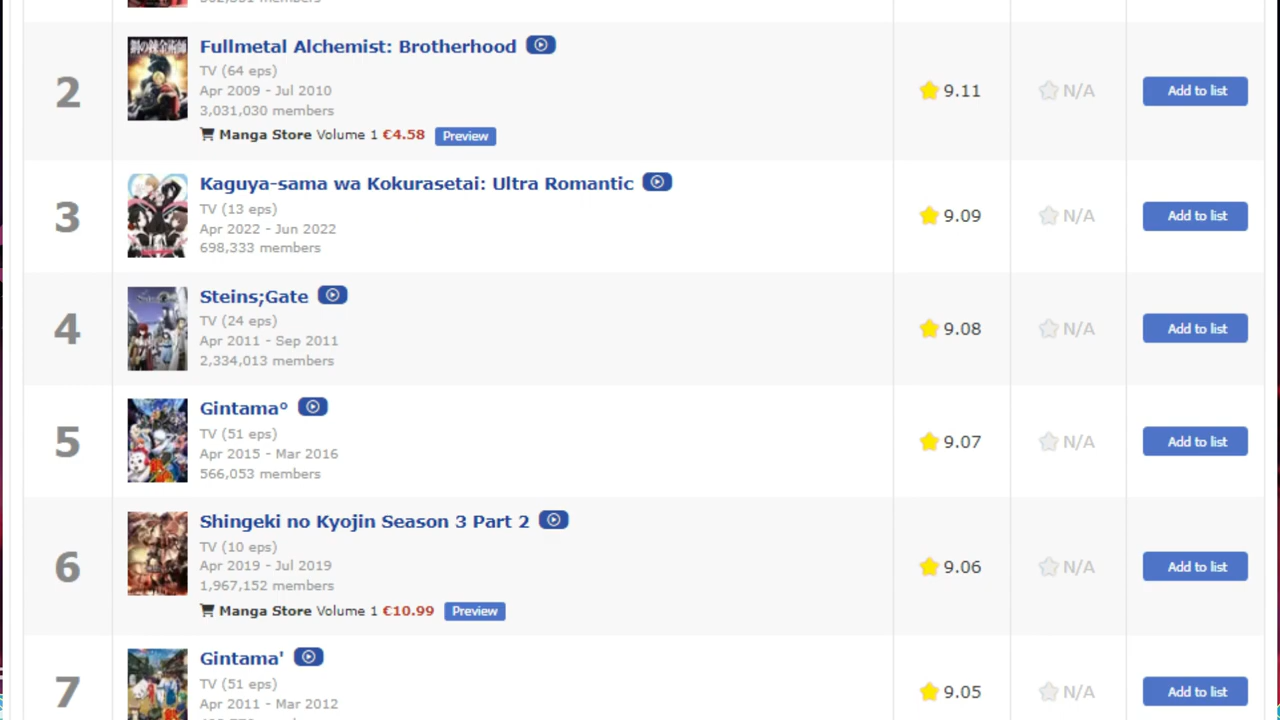 2
Fullmetal Alchemist: Brotherhood
TV (64 eps)
Apr 2009 - Jul 2010
3,031,030 members
Manga Store Volume 1 €4.58 Preview
9.11
N/A
Add to list
3
Kaguya-sama wa Kokurasetai: Ultra Romantic
TV (13 eps)
Apr 2022 - Jun 2022
698,333 members
9.09
N/A
Add to list
4
Steins;Gate
TV (24 eps)
Apr 2011 - Sep 2011
2,334,013 members
9.08
N/A
Add to list
5
Gintama°
TV (51 eps)
Apr 2015 - Mar 2016
566,053 members
9.07
N/A
Add to list
6
Shingeki no Kyojin Season 3 Part 2
TV (10 eps)
Apr 2019 - Jul 2019
1,967,152 members
Manga Store Volume 1 €10.99 Preview
9.06
N/A
Add to list
7
Gintama'
TV (51 eps)
Apr 2011 - Mar 2012
9.05
N/A
Add to list